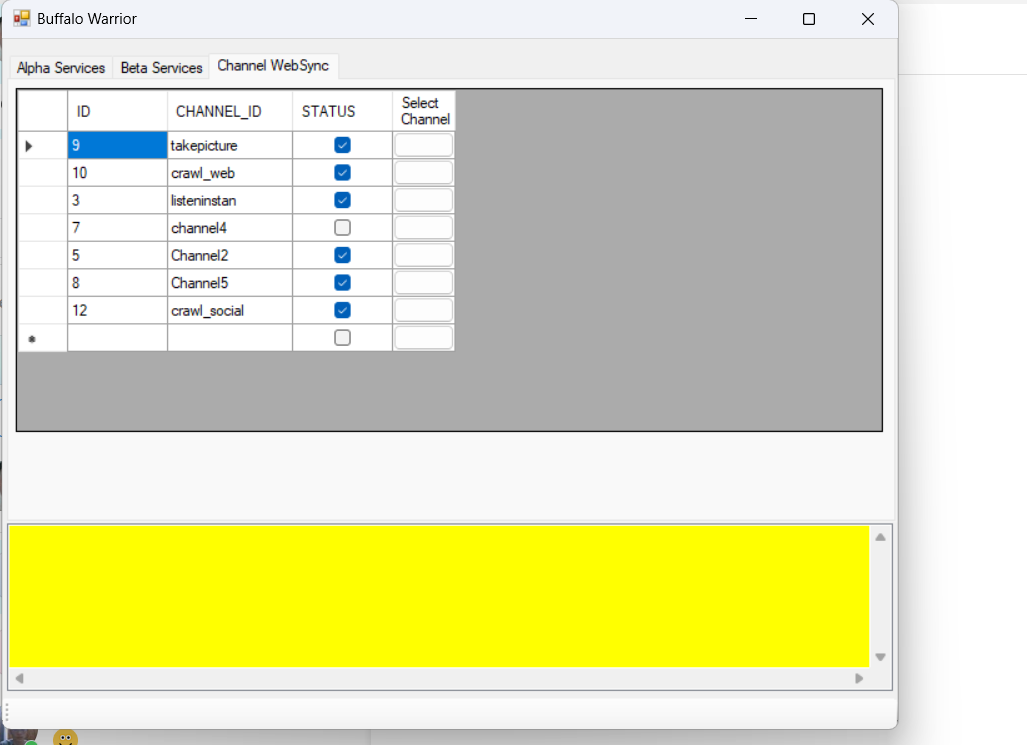 Buffalo Warrior
Alpha Services Beta Services Channel WebSync
ID CHANNEL_ID STATUS Select Channel
9 takepicture
10 crawl_web
3 listeninstan
7 channel4
5 Channel2
8 Channel5
12 crawl_social